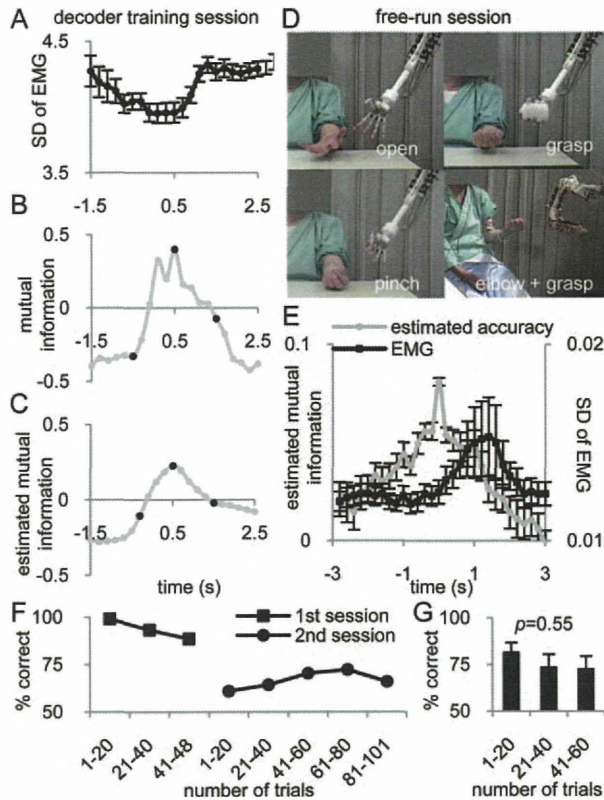 A decoder training session
4.5
SD of EMG
3.5
-1.5 0.5 2.5
B
0.5
mutual information
0
0.5
-0.5
C
0.5
estimated mutual information
0
-1.5 0.5 2.5
-0.5
time (s)
D free-run session
open
grasp
pinch
elbow + grasp
E
estimated accuracy
EMG
0.1
0.02
estimated mutual information
SD of EMG
0
0.01
-3 -1 1 3
time (s)
F
1st session
2nd session
% correct
100
75
50
1-20 21-40 41-48 1-20 21-40 41-60 61-80 81-101
number of trials
G
p=0.55
% correct
100
75
50
1-20 21-40 41-60
number of trials